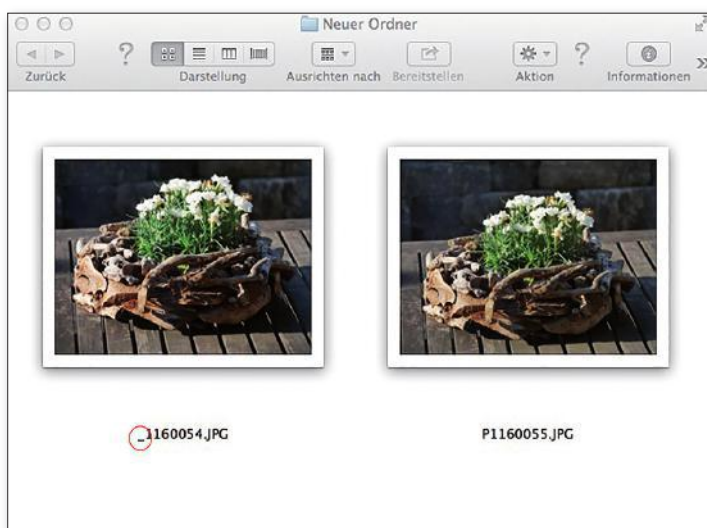 Neuer Ordner
Zurück
Darstellung
Ausrichten nach
Bereitstellen
Aktion
Informationen
_1160054.JPG
P1160055.JPG